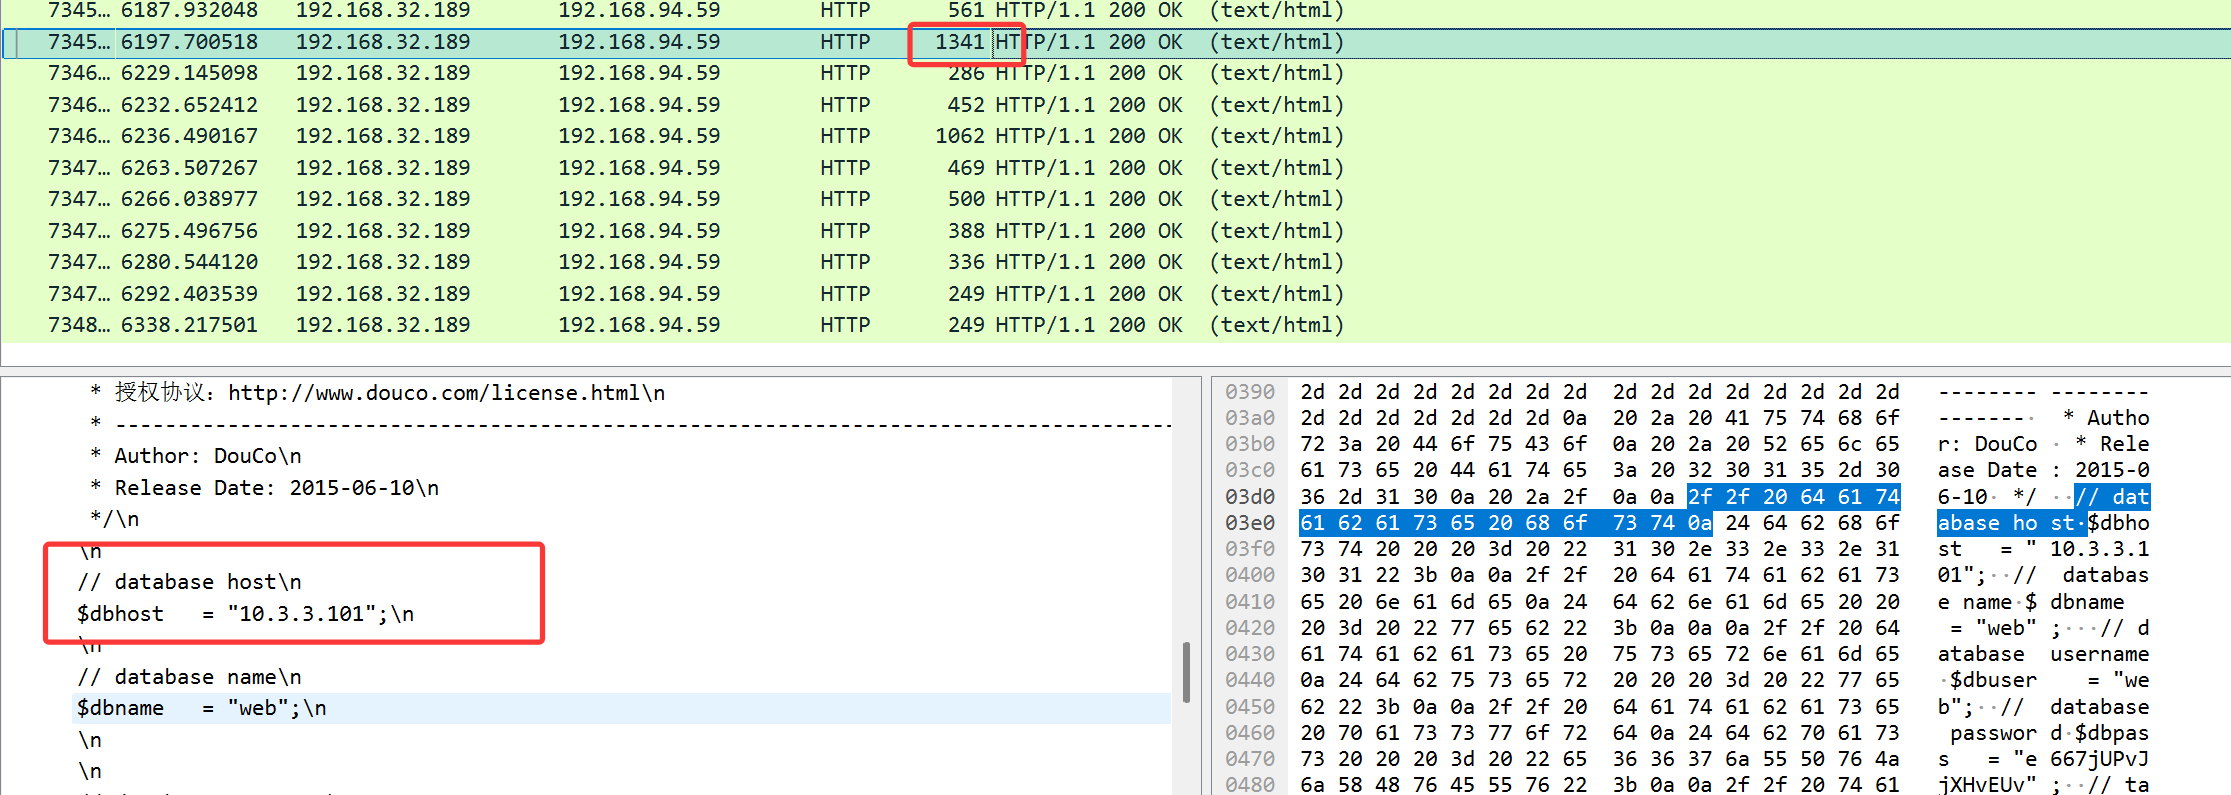 7345… 6187.932048 192.168.32.189 192.168.94.59 HTTP 561 HTTP/1.1 200 OK (text/html)
7345… 6197.700518 192.168.32.189 192.168.94.59 HTTP 1341 HTTP/1.1 200 OK (text/html)
7346… 6229.145098 192.168.32.189 192.168.94.59 HTTP 286 HTTP/1.1 200 OK (text/html)
7346… 6232.652412 192.168.32.189 192.168.94.59 HTTP 452 HTTP/1.1 200 OK (text/html)
7346… 6236.490167 192.168.32.189 192.168.94.59 HTTP 1062 HTTP/1.1 200 OK (text/html)
7347… 6263.507267 192.168.32.189 192.168.94.59 HTTP 469 HTTP/1.1 200 OK (text/html)
7347… 6266.038977 192.168.32.189 192.168.94.59 HTTP 500 HTTP/1.1 200 OK (text/html)
7347… 6275.496756 192.168.32.189 192.168.94.59 HTTP 388 HTTP/1.1 200 OK (text/html)
7347… 6280.544120 192.168.32.189 192.168.94.59 HTTP 336 HTTP/1.1 200 OK (text/html)
7347… 6292.403539 192.168.32.189 192.168.94.59 HTTP 249 HTTP/1.1 200 OK (text/html)
7348… 6338.217501 192.168.32.189 192.168.94.59 HTTP 249 HTTP/1.1 200 OK (text/html)
* 授权协议：http://www.douco.com/license.html\n
* -------------------------------------------------------------------------------------
* Author: DouCo\n
* Release Date: 2015-06-10\n
*/\n
\n
// database host\n
$dbhost   = "10.3.3.101";\n
\n
// database name\n
$dbname   = "web";\n
\n
\n
0390 2d 2d 2d 2d 2d 2d 2d 2d 2d 2d 2d 2d 2d 2d 2d 2d -------- --------
03a0 2d 2d 2d 2d 2d 2d 2d 0a 20 2a 20 41 75 74 68 6f -------· * Autho
03b0 72 3a 20 44 6f 75 43 6f 0a 20 2a 20 52 65 6c 65 r: DouCo · * Rele
03c0 61 73 65 20 44 61 74 65 3a 20 32 30 31 35 2d 30 ase Date : 2015-0
03d0 36 2d 31 30 0a 20 2a 2f 0a 0a 2f 2f 20 64 61 74 6-10· */ ··// dat
03e0 61 62 61 73 65 20 68 6f 73 74 0a 24 64 62 68 6f abase ho st·$dbho
03f0 73 74 20 20 20 3d 20 22 31 30 2e 33 2e 33 2e 31 st   = " 10.3.3.1
0400 30 31 22 3b 0a 0a 2f 2f 20 64 61 74 61 62 61 73 01";··// databas
0410 65 20 6e 61 6d 65 0a 24 64 62 6e 61 6d 65 20 20 e name·$ dbname
0420 20 3d 20 22 77 65 62 22 3b 0a 0a 0a 2f 2f 20 64 = "web" ;···// d
0430 61 74 61 62 61 73 65 20 75 73 65 72 6e 61 6d 65 atabase username
0440 0a 24 64 62 75 73 65 72 20 20 20 3d 20 22 77 65 ·$dbuser   = "we
0450 62 22 3b 0a 0a 2f 2f 20 64 61 74 61 62 61 73 65 b";··// database
0460 20 70 61 73 73 77 6f 72 64 0a 24 64 62 70 61 73 passwor d·$dbpas
0470 73 20 20 20 3d 20 22 65 36 36 37 6a 55 50 76 4a s   = "e 667jUPvJ
0480 6a 58 48 76 45 55 76 22 3b 0a 0a 2f 2f 20 74 61 jXHvEUv" ;··// ta